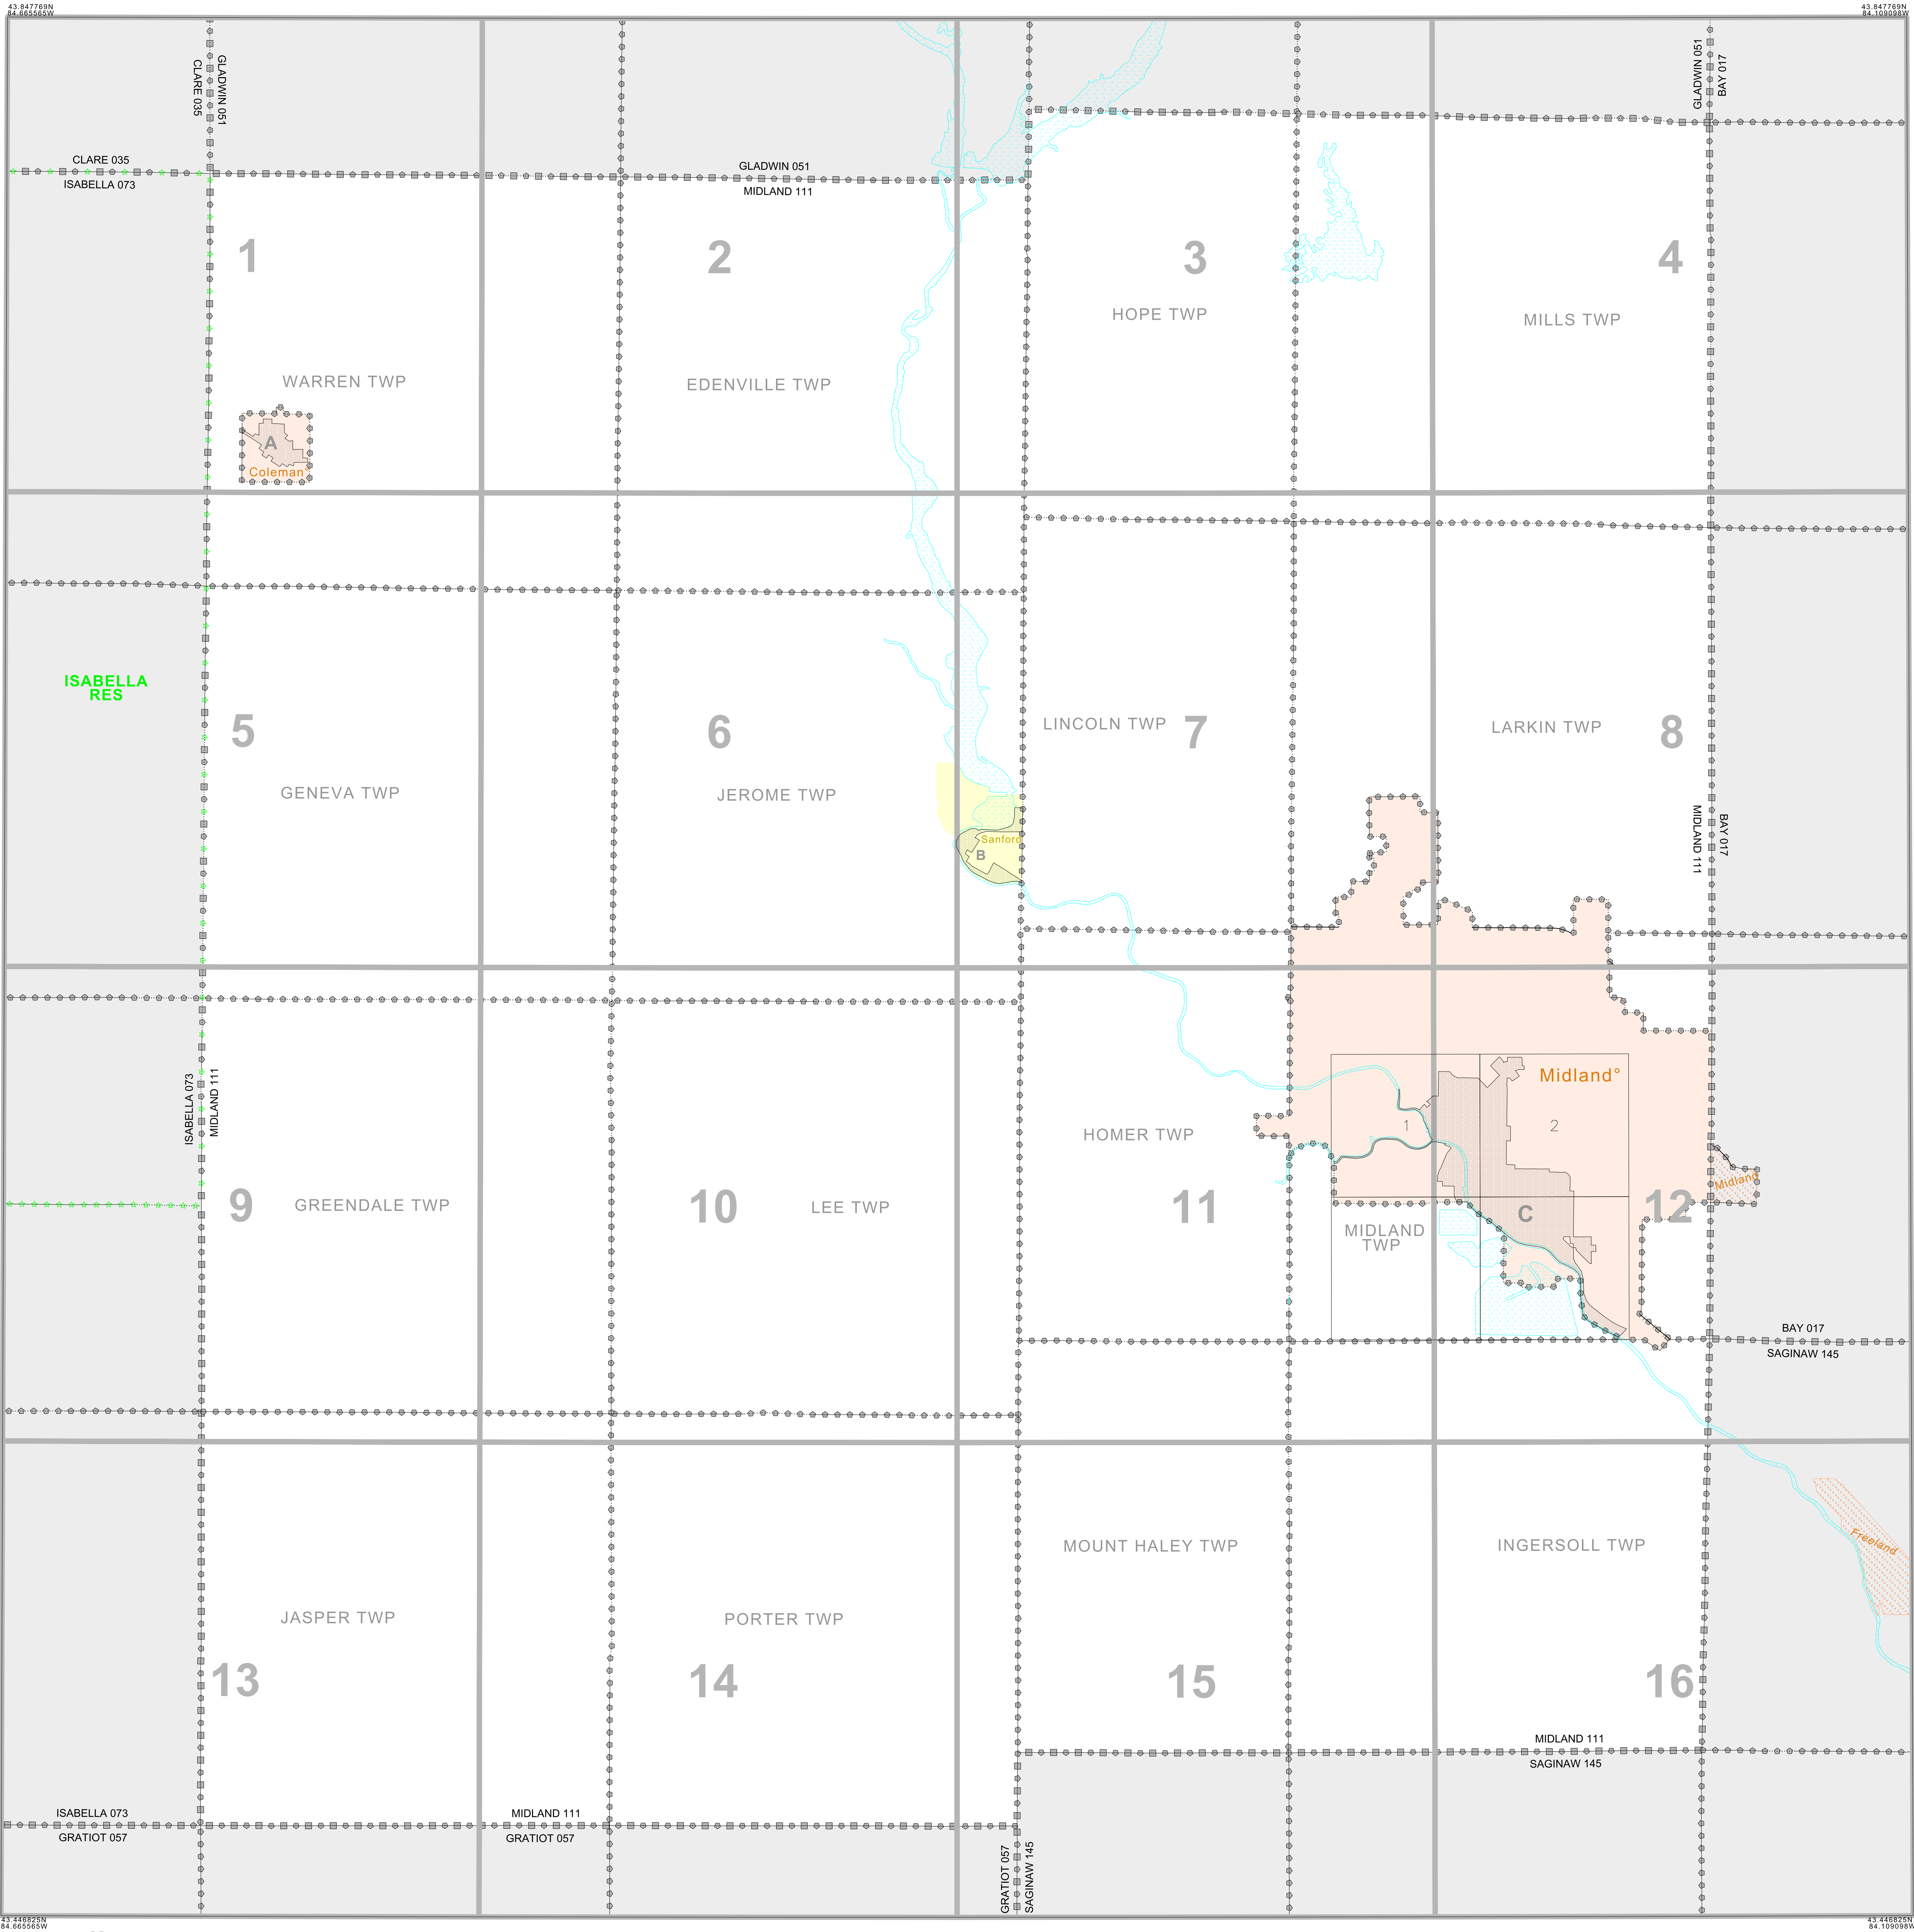 43.847769N
84.665565W
43.847769N
84.109098W
CLARE 035
GLADWIN 051
GLADWIN 051
BAY 017
CLARE 035
ISABELLA 073
GLADWIN 051
MIDLAND 111
1
2
3
4
HOPE TWP
MILLS TWP
WARREN TWP
EDENVILLE TWP
A
Coleman°
ISABELLA
RES
5
6
LINCOLN TWP
7
LARKIN TWP
8
GENEVA TWP
JEROME TWP
MIDLAND 111
BAY 017
Sanford
B
Midland°
ISABELLA 073
MIDLAND 111
1
2
HOMER TWP
Midland
9
GREENDALE TWP
10
LEE TWP
11
12
C
MIDLAND
TWP
BAY 017
SAGINAW 145
Freeland
MOUNT HALEY TWP
INGERSOLL TWP
JASPER TWP
PORTER TWP
13
14
15
16
MIDLAND 111
SAGINAW 145
ISABELLA 073
GRATIOT 057
MIDLAND 111
GRATIOT 057
GRATIOT 057
SAGINAW 145
43.446825N
84.665565W
43.446825N
84.109098W